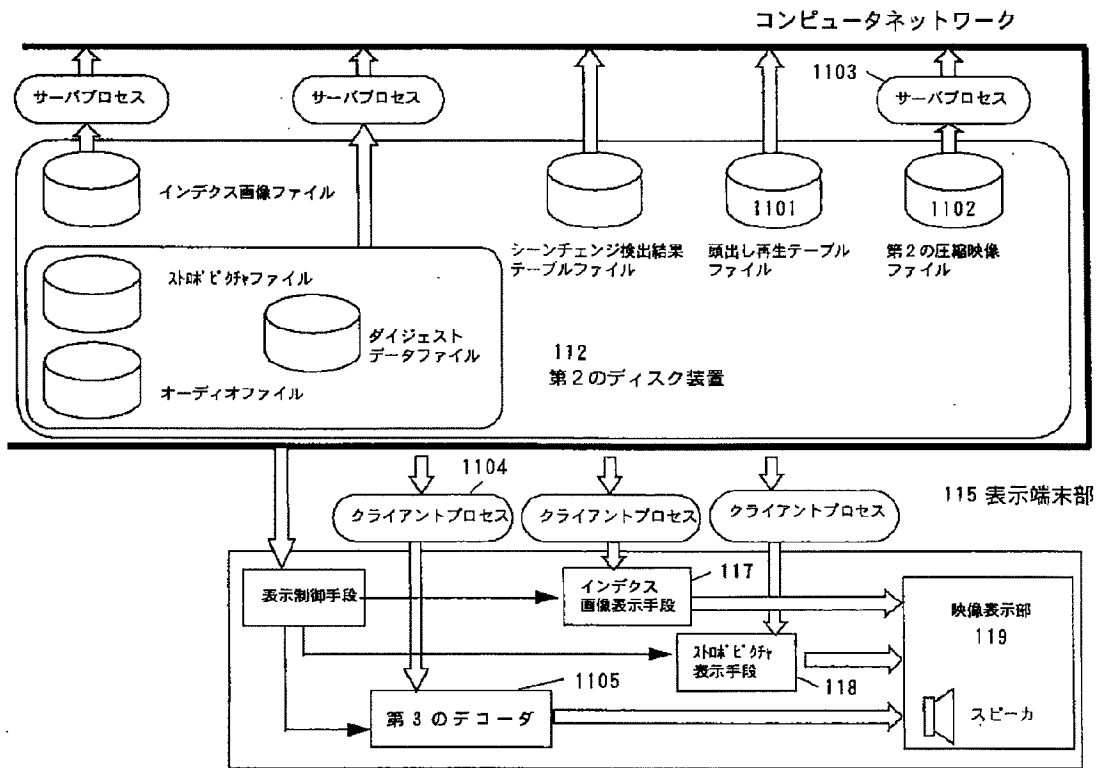 コンピュータネットワーク
サーバプロセス
サーバプロセス
1103
サーバプロセス
インデクス画像ファイル
1101
1102
シーンチェンジ検出結果
テーブルファイル
頭出し再生テーブル
ファイル
第2の圧縮映像
ファイル
ストロボピクチャファイル
ダイジェスト
データファイル
オーディオファイル
112
第2のディスク装置
1104
クライアントプロセス
クライアントプロセス
クライアントプロセス
115 表示端末部
表示制御手段
インデクス
画像表示手段
117
映像表示部
119
ストロボピクチャ
表示手段
118
1105
第3のデコーダ
スピーカ